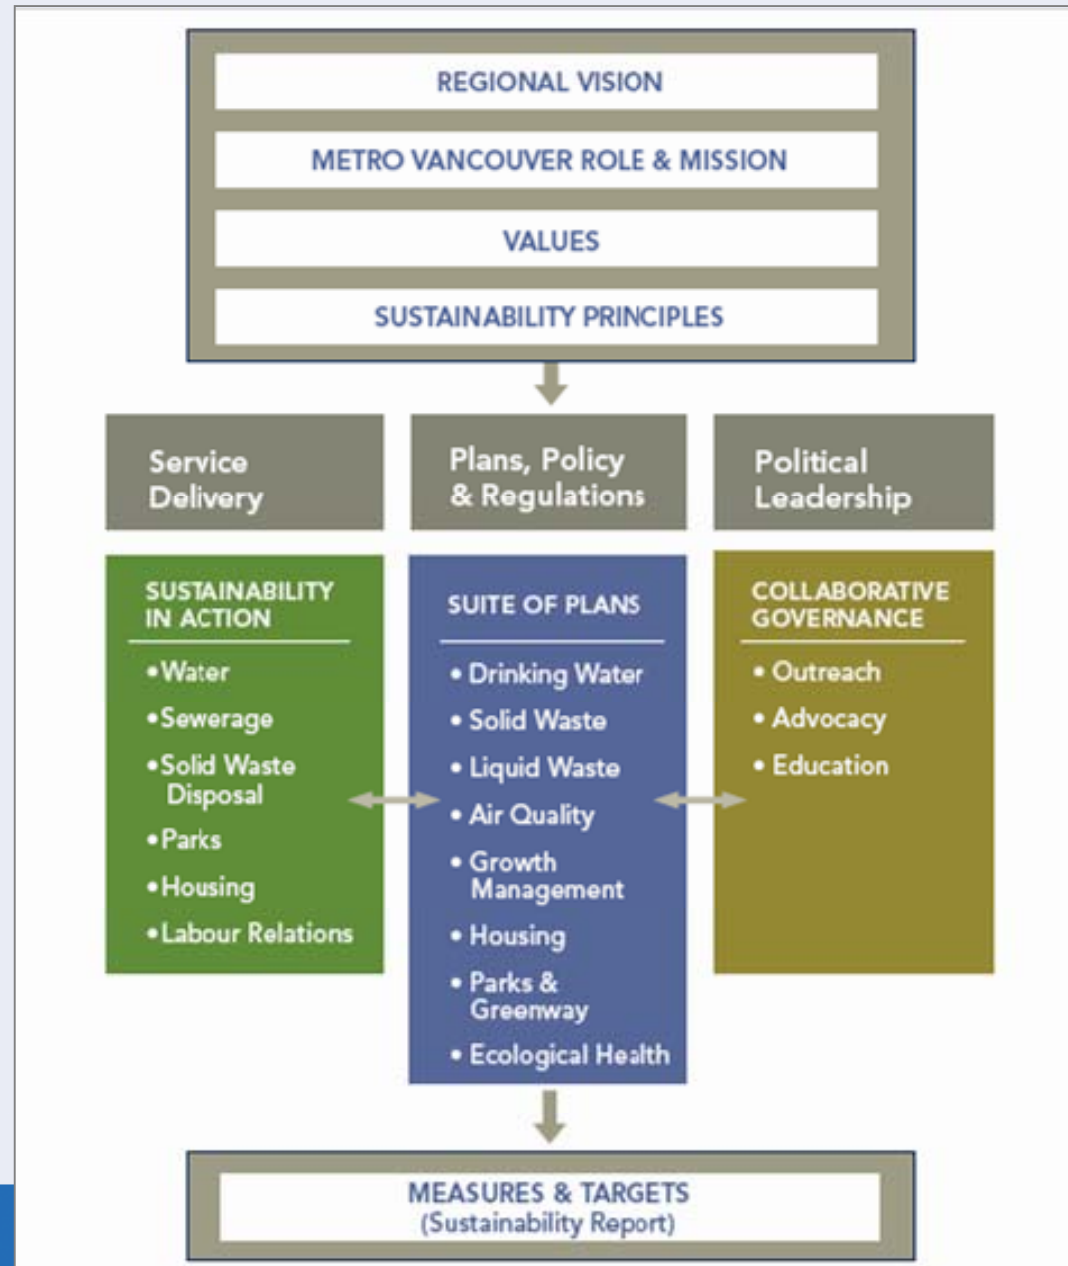 REGIONAL VISION
METRO VANCOUVER ROLE & MISSION
VALUES
SUSTAINABILITY PRINCIPLES
Service
Delivery
Plans, Policy
& Regulations
Political
Leadership
SUSTAINABILITY
IN ACTION
•Water
•Sewerage
•Solid Waste
Disposal
•Parks
•Housing
•Labour Relations
SUITE OF PLANS
• Drinking Water
• Solid Waste
• Liquid Waste
• Air Quality
• Growth
Management
• Housing
• Parks &
Greenway
• Ecological Health
COLLABORATIVE
GOVERNANCE
• Outreach
• Advocacy
• Education
MEASURES & TARGETS
(Sustainability Report)